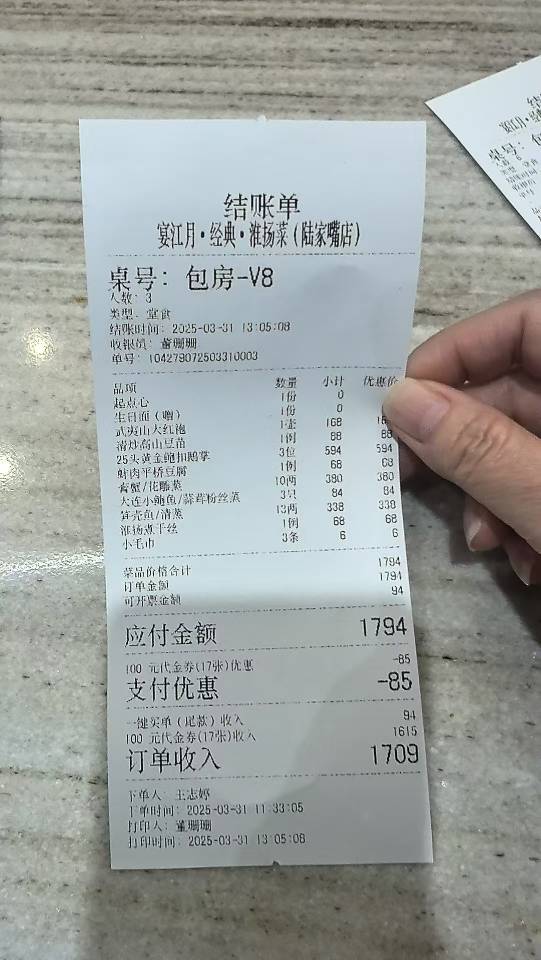 结账单
宴江月·经典·淮扬菜(陆家嘴店)
桌号: 包房-V8
人数: 3
类型: 堂食
结账时间: 2025-03-31 13:05:08
收银员: 董珊珊
单号: 104279072503310003
品项 数量 小计 优惠价
起点心 1份 0
生日面(赠) 1份 0
武夷山大红袍 1壶 168
清炒高山豆苗 1例 88 88
25头黄金鲍扣鹅掌 3位 594 594
蚌肉平桥豆腐 1例 68 68
膏蟹/花雕蒸 10两 380 380
大连小鲍鱼/蒜茸粉丝蒸 3只 84 84
笋壳鱼/清蒸 13两 338 338
淮扬煮干丝 1例 68 68
小毛巾 3条 6 6
菜品价格合计 1794
订单金额 1794
可开票金额 94
应付金额 1794
100 元代金券(17张)优惠 -85
支付优惠 -85
一键买单(尾款)收入 94
100 元代金券(17张)收入 1615
订单收入 1709
下单人: 王志婷
下单时间: 2025-03-31 11:33:05
打印人: 董珊珊
打印时间: 2025-03-31 13:05:08
桌号: 包